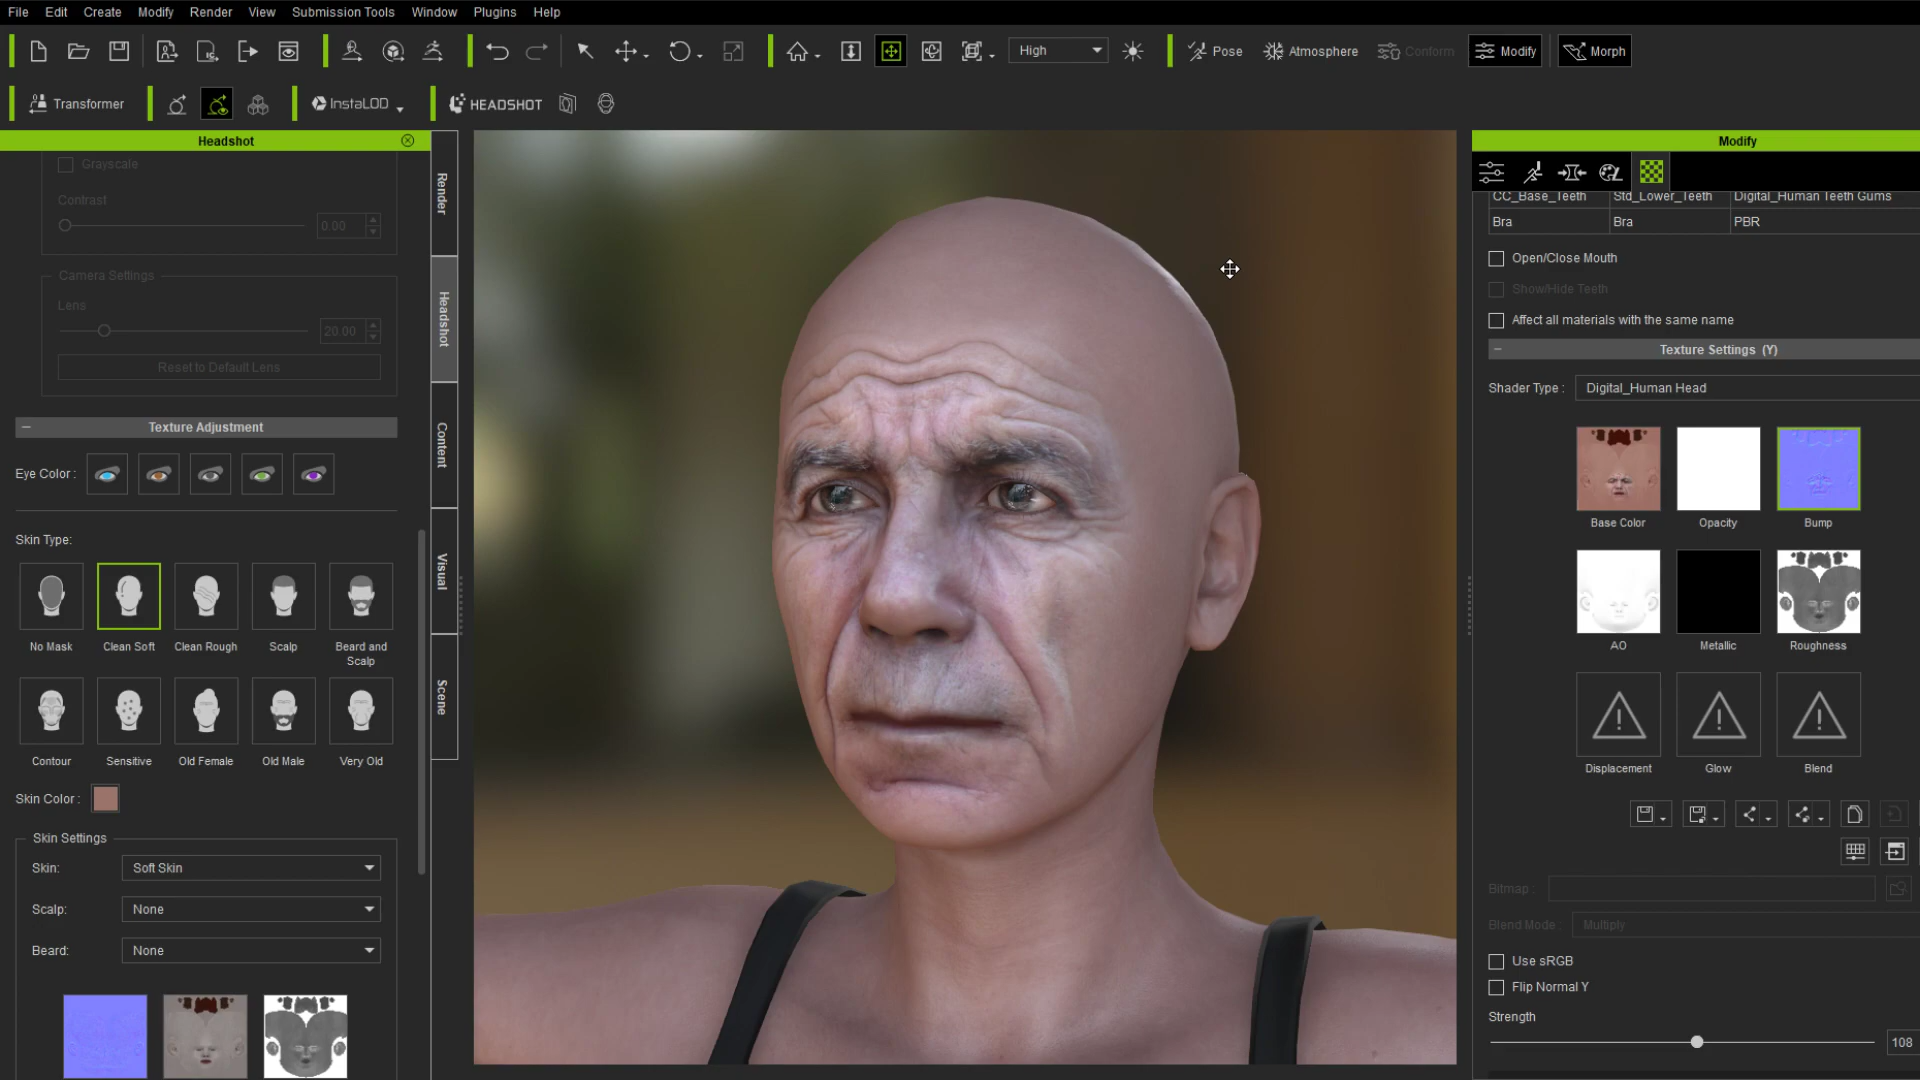 File Edit Create Modify Render View Submission Tools Window Plugins Help
High Pose Atmosphere Conform Modify Morph
Transformer InstaLOD HEADSHOT
Headshot
Grayscale
Contrast
0.00
Camera Settings
Lens
20.00
Reset to Default Lens
Texture Adjustment
Eye Color :
Skin Type:
No Mask Clean Soft Clean Rough Scalp Beard and Scalp
Contour Sensitive Old Female Old Male Very Old
Skin Color :
Skin Settings
Skin: Soft Skin
Scalp: None
Beard: None
Render
Headshot
Content
Visual
Scene
Modify
CC_Base_Teeth Std_Lower_Teeth Digital_Human Teeth Gums
Bra Bra PBR
Open/Close Mouth
Show/Hide Teeth
Affect all materials with the same name
Texture Settings (Y)
Shader Type : Digital_Human Head
Base Color Opacity Bump
AO Metallic Roughness
Displacement Glow Blend
Bitmap :
Blend Mode : Multiply
Use sRGB
Flip Normal Y
Strength
108